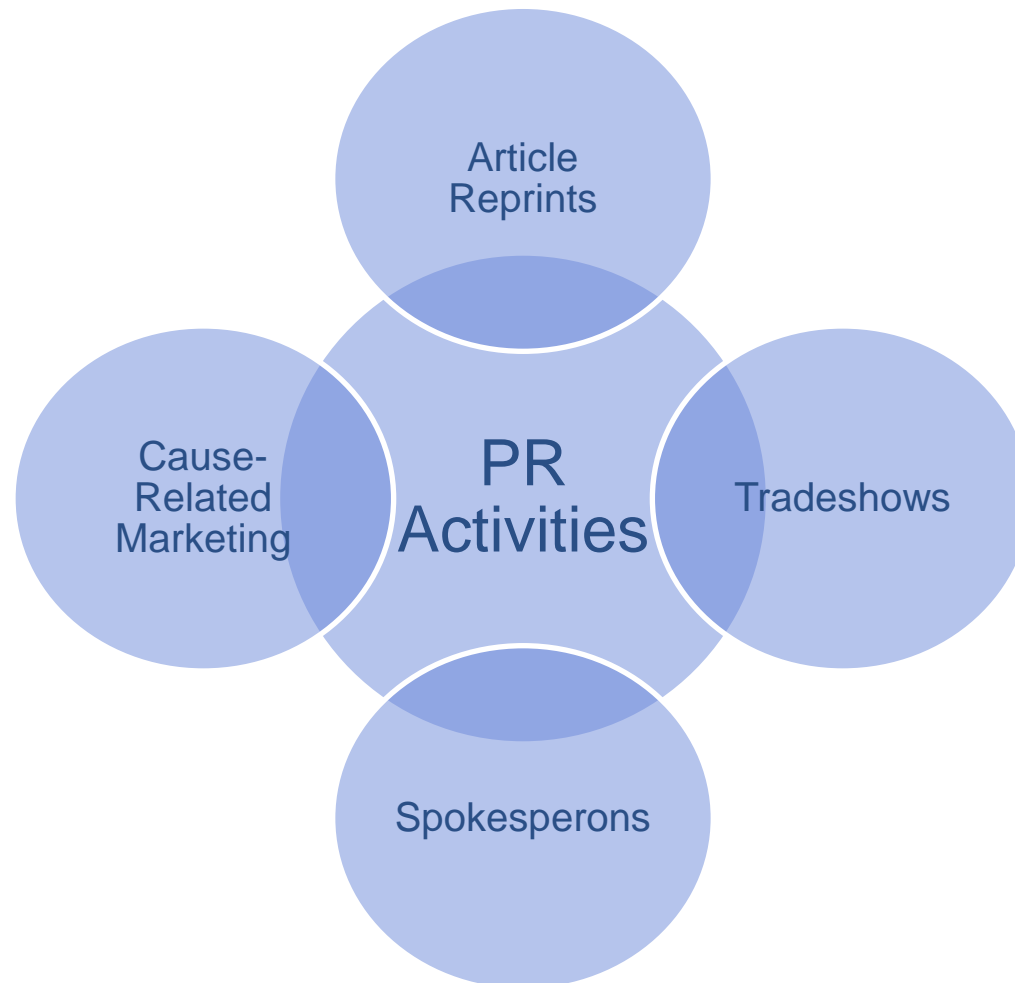 Article
Reprints
Cause-
Related
Marketing
PR
Activities
Tradeshows
Spokesperons